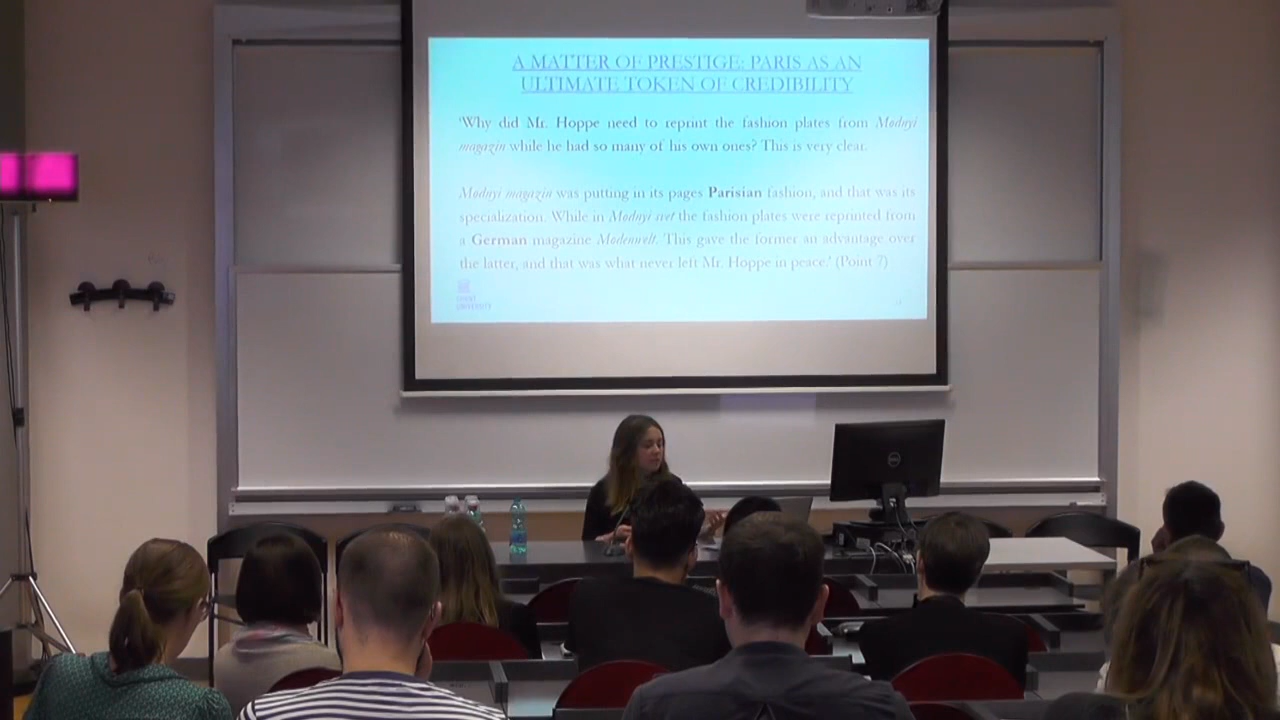 A MATTER OF PRESTIGE: PARIS AS AN
ULTIMATE TOKEN OF CREDIBILITY
'Why did Mr. Hoppe need to reprint the fashion plates from Modnyi
magazin while he had so many of his own ones? This is very clear.
Modnyi magazin was putting in its pages Parisian fashion, and that was its
specialization. While in Modnyi svet the fashion plates were reprinted from
a German magazine Modenwelt. This gave the former an advantage over
the latter, and that was what never left Mr. Hoppe in peace.' (Point 7)
UNIVERSITY
DELL